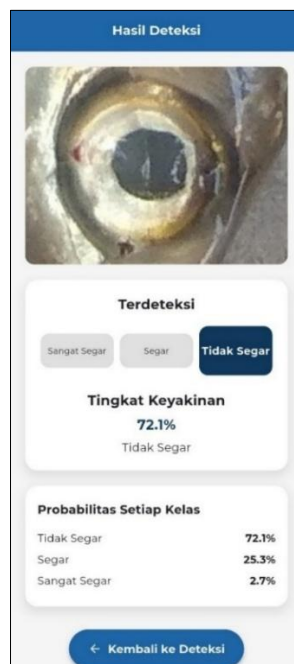 Hasil Deteksi
Terdeteksi
Sangat Segar Segar Tidak Segar
Tingkat Keyakinan
72.1%
Tidak Segar
Probabilitas Setiap Kelas
Tidak Segar 72.1%
Segar 25.3%
Sangat Segar 2.7%
← Kembali ke Deteksi